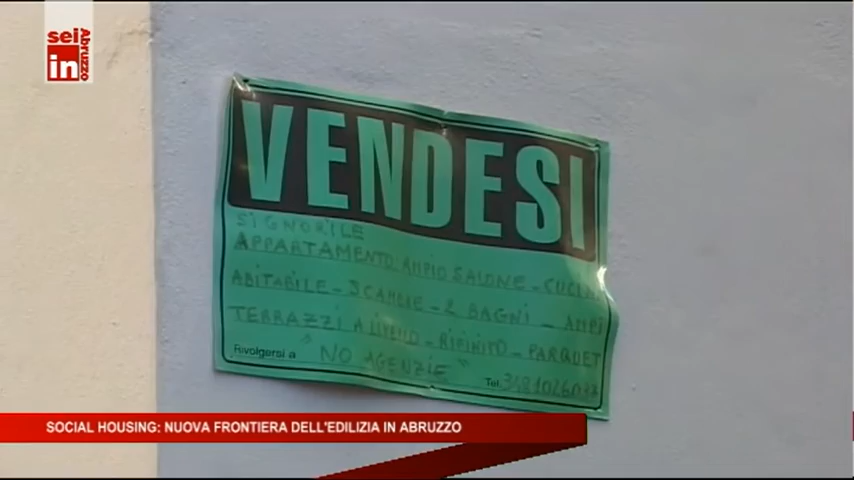 sei in Abruzzo
VENDESI
SIGNORILE
APPARTAMENTO: AMPIO SALONE - CUCINA
ABITABILE - 3 CAMERE - 2 BAGNI - AMPI
TERRAZZI A LIVELLO - RIFINITO - PARQUET
Rivolgersi a " NO AGENZIE " Tel.
SOCIAL HOUSING: NUOVA FRONTIERA DELL'EDILIZIA IN ABRUZZO